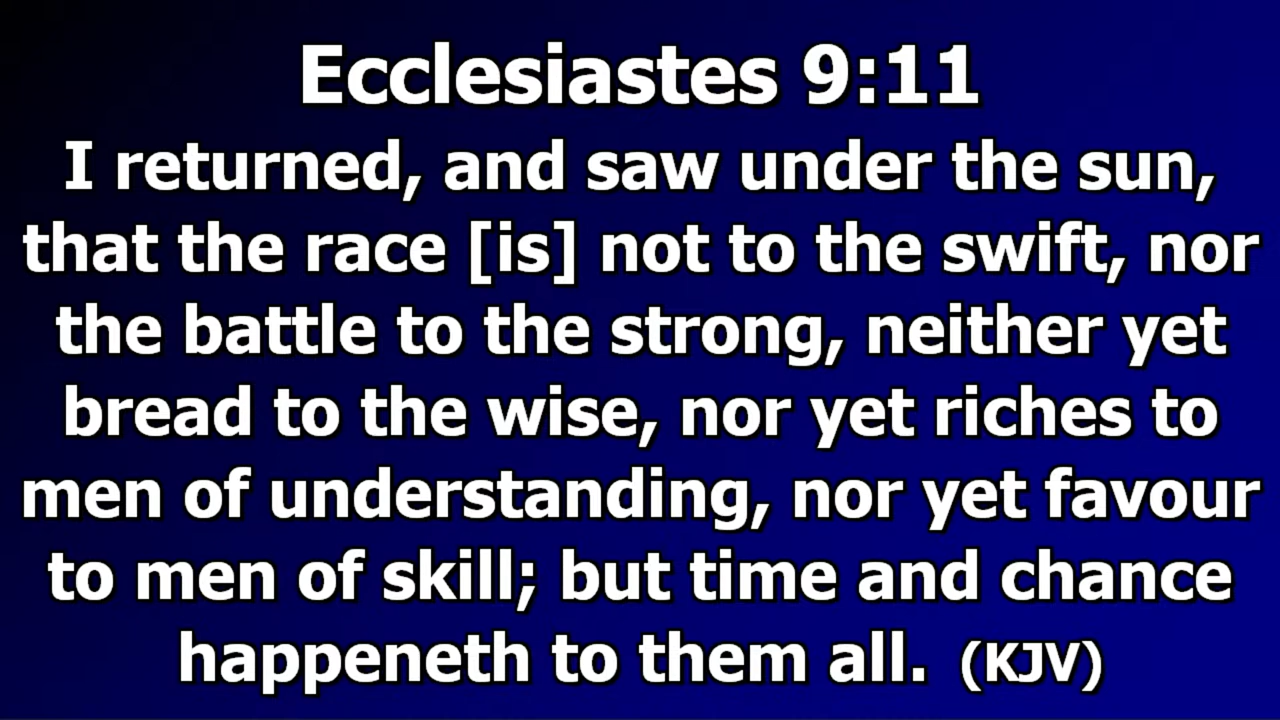 Ecclesiastes 9:11
I returned, and saw under the sun,
that the race [is] not to the swift, nor
the battle to the strong, neither yet
bread to the wise, nor yet riches to
men of understanding, nor yet favour
to men of skill; but time and chance
happeneth to them all. (KJV)